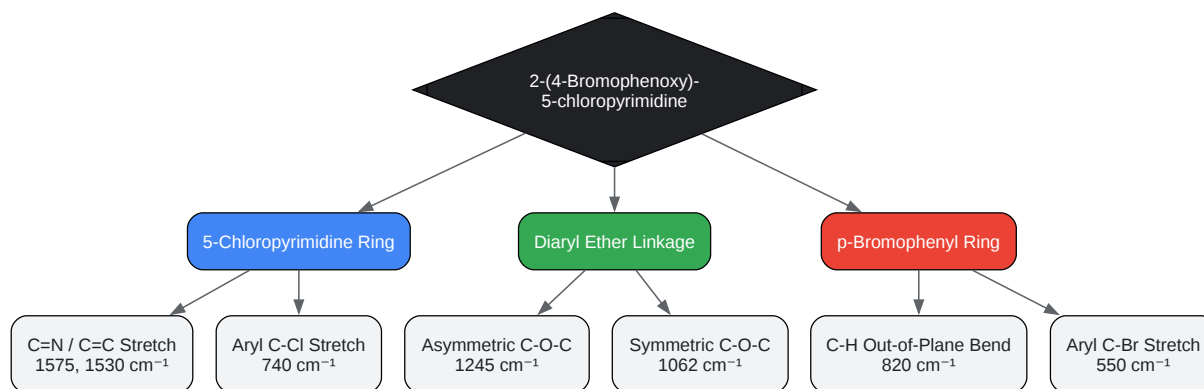 2-(4-Bromophenoxy)-
5-chloropyrimidine
5-Chloropyrimidine Ring
Diaryl Ether Linkage
p-Bromophenyl Ring
C=N / C=C Stretch
1575, 1530 cm⁻¹
Aryl C-Cl Stretch
740 cm⁻¹
Asymmetric C-O-C
1245 cm⁻¹
Symmetric C-O-C
1062 cm⁻¹
C-H Out-of-Plane Bend
820 cm⁻¹
Aryl C-Br Stretch
550 cm⁻¹